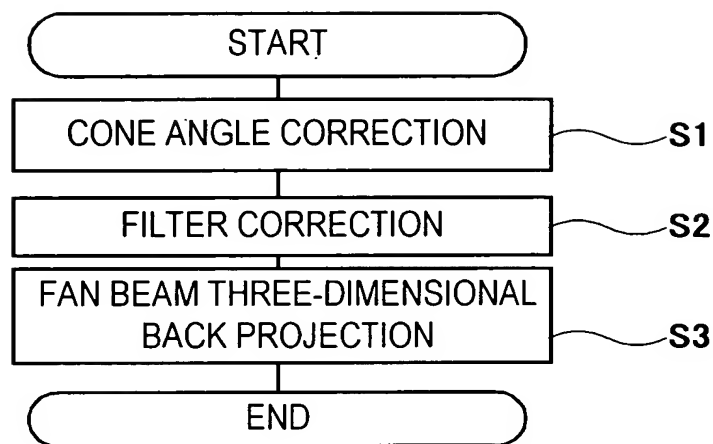 START
CONE ANGLE CORRECTION
S1
FILTER CORRECTION
S2
FAN BEAM THREE-DIMENSIONAL
BACK PROJECTION
S3
END